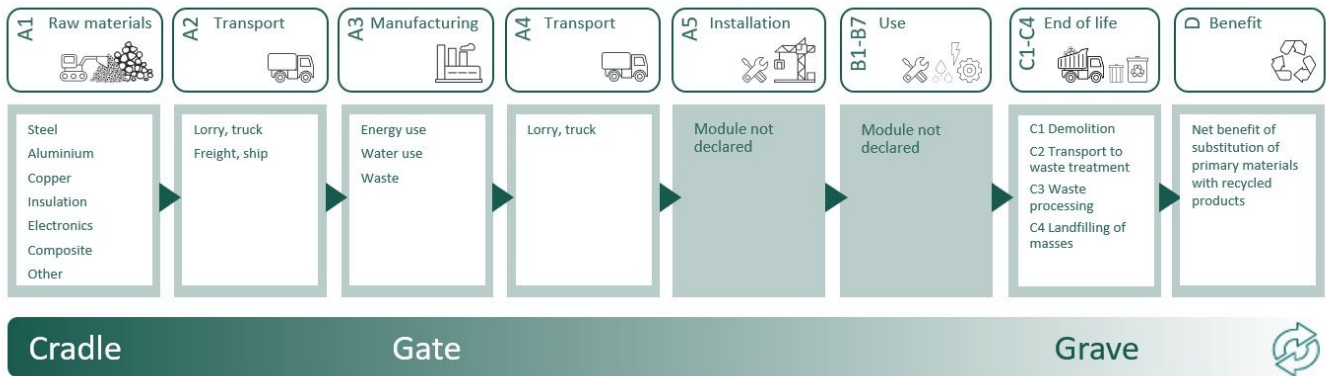 A1 Raw materials
A2 Transport
A3 Manufacturing
A4 Transport
A5 Installation
B1-B7 Use
C1-C4 End of life
D Benefit
Steel
Aluminium
Copper
Insulation
Electronics
Composite
Other
Lorry, truck
Freight, ship
Energy use
Water use
Waste
Lorry, truck
Module not
declared
Module not
declared
C1 Demolition
C2 Transport to
waste treatment
C3 Waste
processing
C4 Landfilling of
masses
Net benefit of
substitution of
primary materials
with recycled
products
Cradle
Gate
Grave